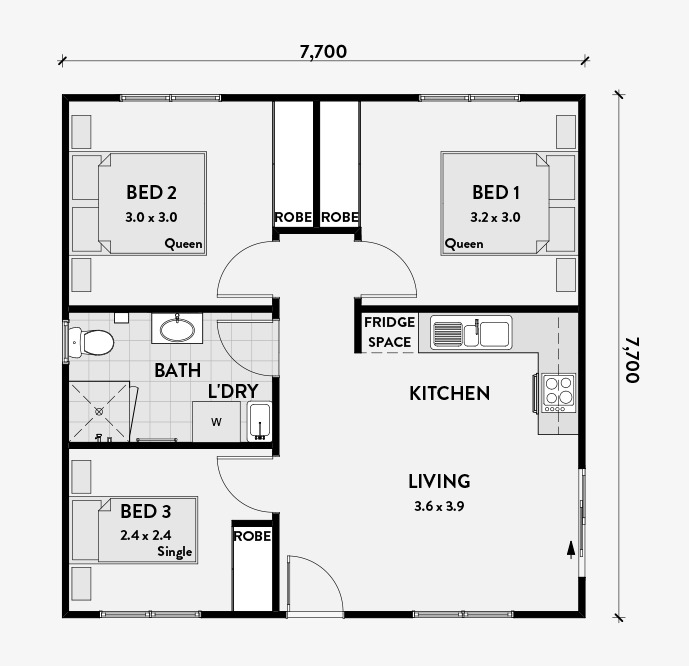 7,700
BED 2
3.0 x 3.0
Queen
ROBE
ROBE
BED 1
3.2 x 3.0
Queen
7,700
FRIDGE
SPACE
BATH
L'DRY
W
KITCHEN
LIVING
3.6 x 3.9
BED 3
2.4 x 2.4
Single
ROBE